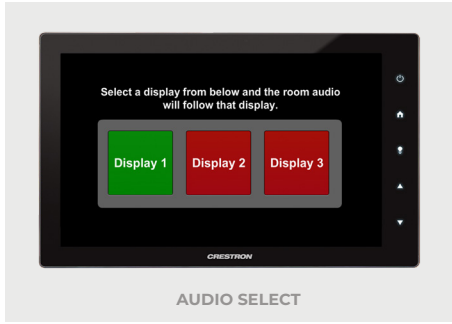 Select a display from below and the room audio
will follow that display.
Display 1 Display 2 Display 3
CRESTRON
AUDIO SELECT